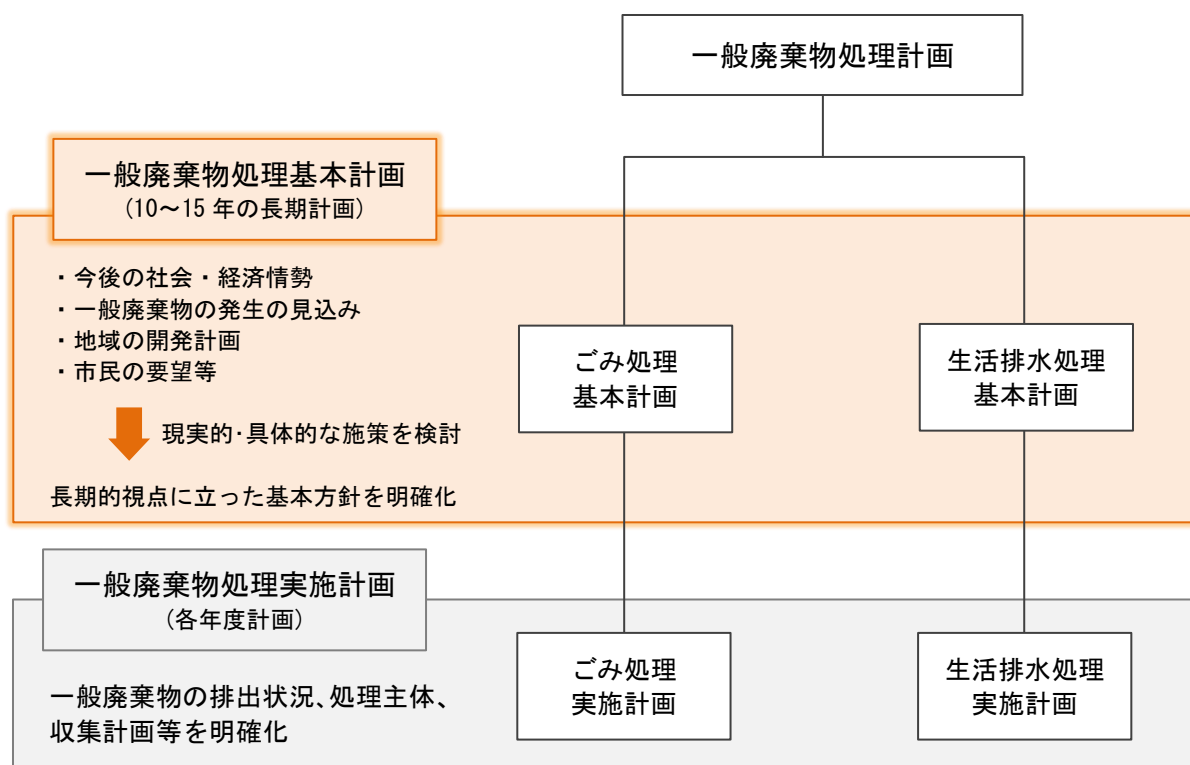 一般廃棄物処理計画
一般廃棄物処理基本計画
(10～15 年の長期計画)
・今後の社会・経済情勢
・一般廃棄物の発生の見込み
・地域の開発計画
・市民の要望等
現実的･具体的な施策を検討
長期的視点に立った基本方針を明確化
ごみ処理
基本計画
生活排水処理
基本計画
一般廃棄物処理実施計画
(各年度計画)
一般廃棄物の排出状況､処理主体、
収集計画等を明確化
ごみ処理
実施計画
生活排水処理
実施計画